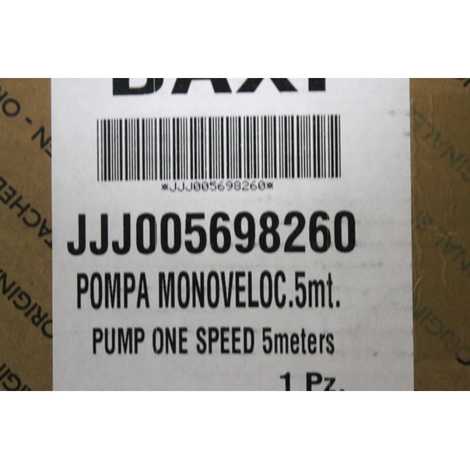 BAXI
*JJJ005698260*
JJJ005698260
POMPA MONOVELOC.5mt.
PUMP ONE SPEED 5meters
1 Pz.